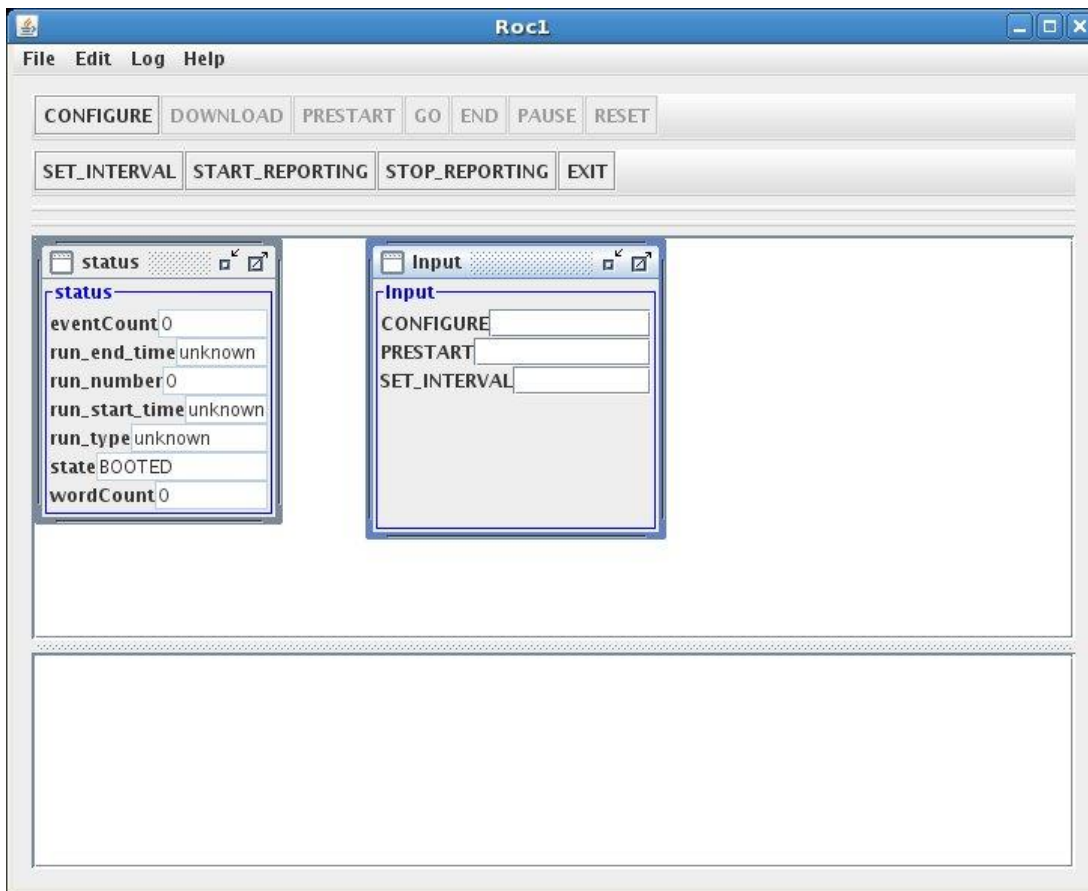 Roc1
File Edit Log Help
CONFIGURE DOWNLOAD PRESTART GO END PAUSE RESET
SET_INTERVAL START_REPORTING STOP_REPORTING EXIT
status
status
eventCount 0
run_end_time unknown
run_number 0
run_start_time unknown
run_type unknown
state BOOTED
wordCount 0
Input
Input
CONFIGURE
PRESTART
SET_INTERVAL